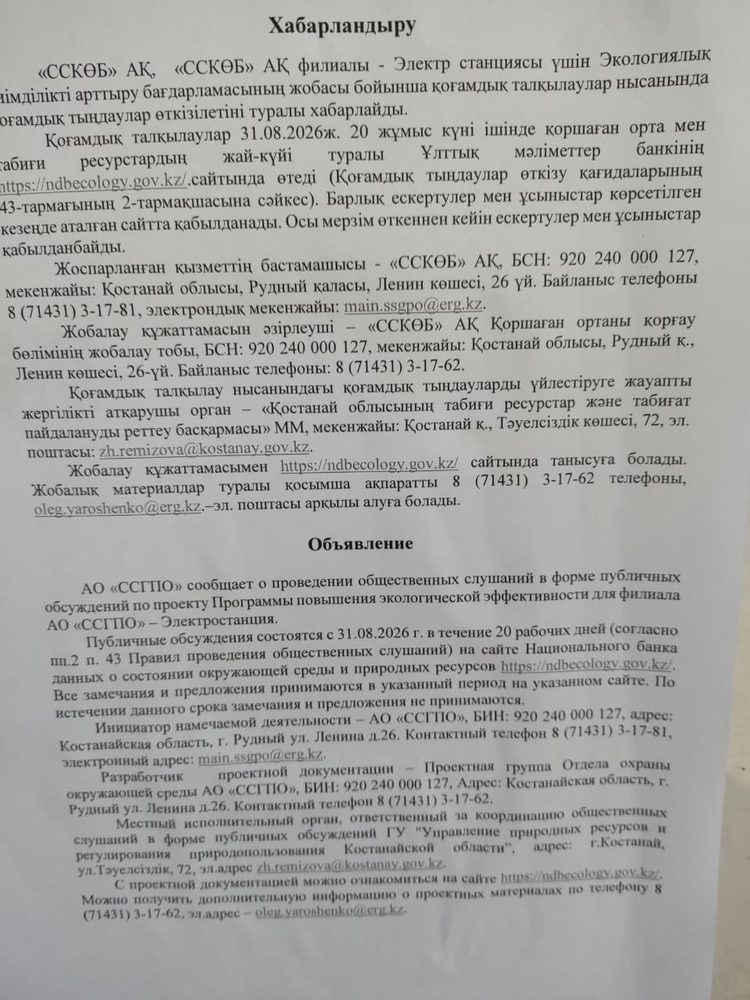 Хабарландыру
«ССКӨБ» АҚ, «ССКӨБ» АҚ филиалы - Электр станциясы үшін Экологиялық
иімділікті арттыру бағдарламасының жобасы бойынша қоғамдық талқылаулар нысанында
оғамдық тыңдаулар өткізілетіні туралы хабарлайды.
Қоғамдық талқылаулар 31.08.2026ж. 20 жұмыс күні ішінде қоршаған орта мен
табиғи ресурстардың жай-күйі туралы Ұлттық мәліметтер банкінің
https://ndbecology.gov.kz/.сайтында өтеді (Қоғамдық тыңдаулар өткізу қағидаларының
43-тармағының 2-тармақшасына сәйкес). Барлық ескертулер мен ұсыныстар көрсетілген
кезеңде аталған сайтта қабылданады. Осы мерзім өткеннен кейін ескертулер мен ұсыныстар
қабылданбайды.
Жоспарланған қызметтің бастамашысы - «ССКӨБ» АҚ, БСН: 920 240 000 127,
мекенжайы: Қостанай облысы, Рудный қаласы, Ленин көшесі, 26 үй. Байланыс телефоны
8 (71431) 3-17-81, электрондық мекенжайы: main.ssgpo@erg.kz.
Жобалау құжаттамасын әзірлеуші – «ССКӨБ» АҚ Қоршаған ортаны қорғау
бөлімінің жобалау тобы, БСН: 920 240 000 127, мекенжайы: Қостанай облысы, Рудный қ.,
Ленин көшесі, 26-үй. Байланыс телефоны: 8 (71431) 3-17-62.
Қоғамдық талқылау нысанындағы қоғамдық тыңдауларды үйлестіруге жауапты
жергілікті атқарушы орган – «Қостанай облысының табиғи ресурстар және табиғат
пайдалануды реттеу басқармасы» ММ, мекенжайы: Қостанай қ., Тәуелсіздік көшесі, 72, эл.
поштасы: zh.remizova@kostanay.gov.kz.
Жобалау құжаттамасымен https://ndbecology.gov.kz/ сайтында танысуға болады.
Жобалық материалдар туралы қосымша ақпаратты 8 (71431) 3-17-62 телефоны,
oleg.yaroshenko@erg.kz.–эл. поштасы арқылы алуға болады.
Объявление
АО «ССГПО» сообщает о проведении общественных слушаний в форме публичных
обсуждений по проекту Программы повышения экологической эффективности для филиала
АО «ССГПО» – Электростанция.
Публичные обсуждения состоятся с 31.08.2026 г. в течение 20 рабочих дней (согласно
пп.2 п. 43 Правил проведения общественных слушаний) на сайте Национального банка
данных о состоянии окружающей среды и природных ресурсов https://ndbecology.gov.kz/.
Все замечания и предложения принимаются в указанный период на указанном сайте. По
истечении данного срока замечания и предложения не принимаются.
Инициатор намечаемой деятельности – АО «ССГПО», БИН: 920 240 000 127, адрес:
Костанайская область, г. Рудный ул. Ленина д.26. Контактный телефон 8 (71431) 3-17-81,
электронный адрес: main.ssgpo@erg.kz.
Разработчик проектной документации – Проектная группа Отдела охраны
окружающей среды АО «ССГПО», БИН: 920 240 000 127, Адрес: Костанайская область, г.
Рудный ул. Ленина д.26. Контактный телефон 8 (71431) 3-17-62.
Местный исполнительный орган, ответственный за координацию общественных
слушаний в форме публичных обсуждений ГУ "Управление природных ресурсов и
регулирования природопользования Костанайской области", адрес: г.Костанай,
ул.Тәуелсіздік, 72, эл.адрес zh.remizova@kostanay.gov.kz.
С проектной документацией можно ознакомиться на сайте https://ndbecology.gov.kz/.
Можно получить дополнительную информацию о проектных материалах по телефону 8
(71431) 3-17-62, эл.адрес – oleg.yaroshenko@erg.kz.